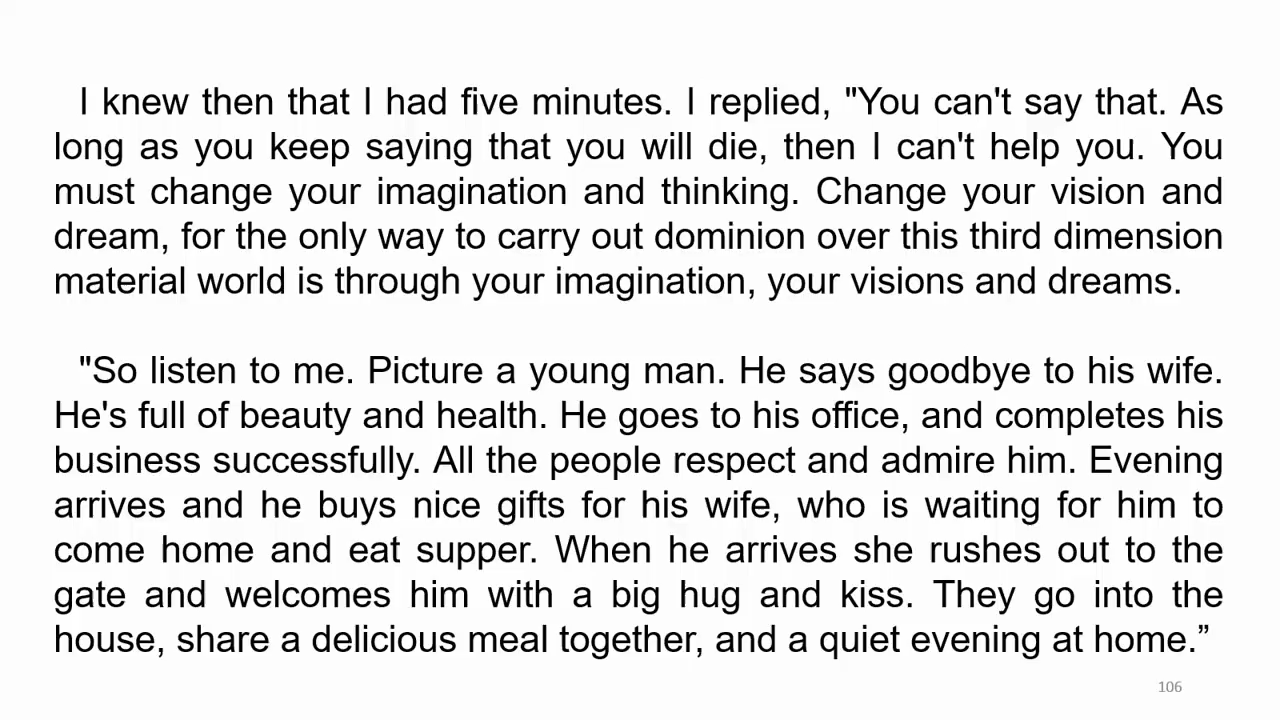 I knew then that I had five minutes. I replied, "You can't say that. As
long as you keep saying that you will die, then I can't help you. You
must change your imagination and thinking. Change your vision and
dream, for the only way to carry out dominion over this third dimension
material world is through your imagination, your visions and dreams.
"So listen to me. Picture a young man. He says goodbye to his wife.
He's full of beauty and health. He goes to his office, and completes his
business successfully. All the people respect and admire him. Evening
arrives and he buys nice gifts for his wife, who is waiting for him to
come home and eat supper. When he arrives she rushes out to the
gate and welcomes him with a big hug and kiss. They go into the
house, share a delicious meal together, and a quiet evening at home.”
106